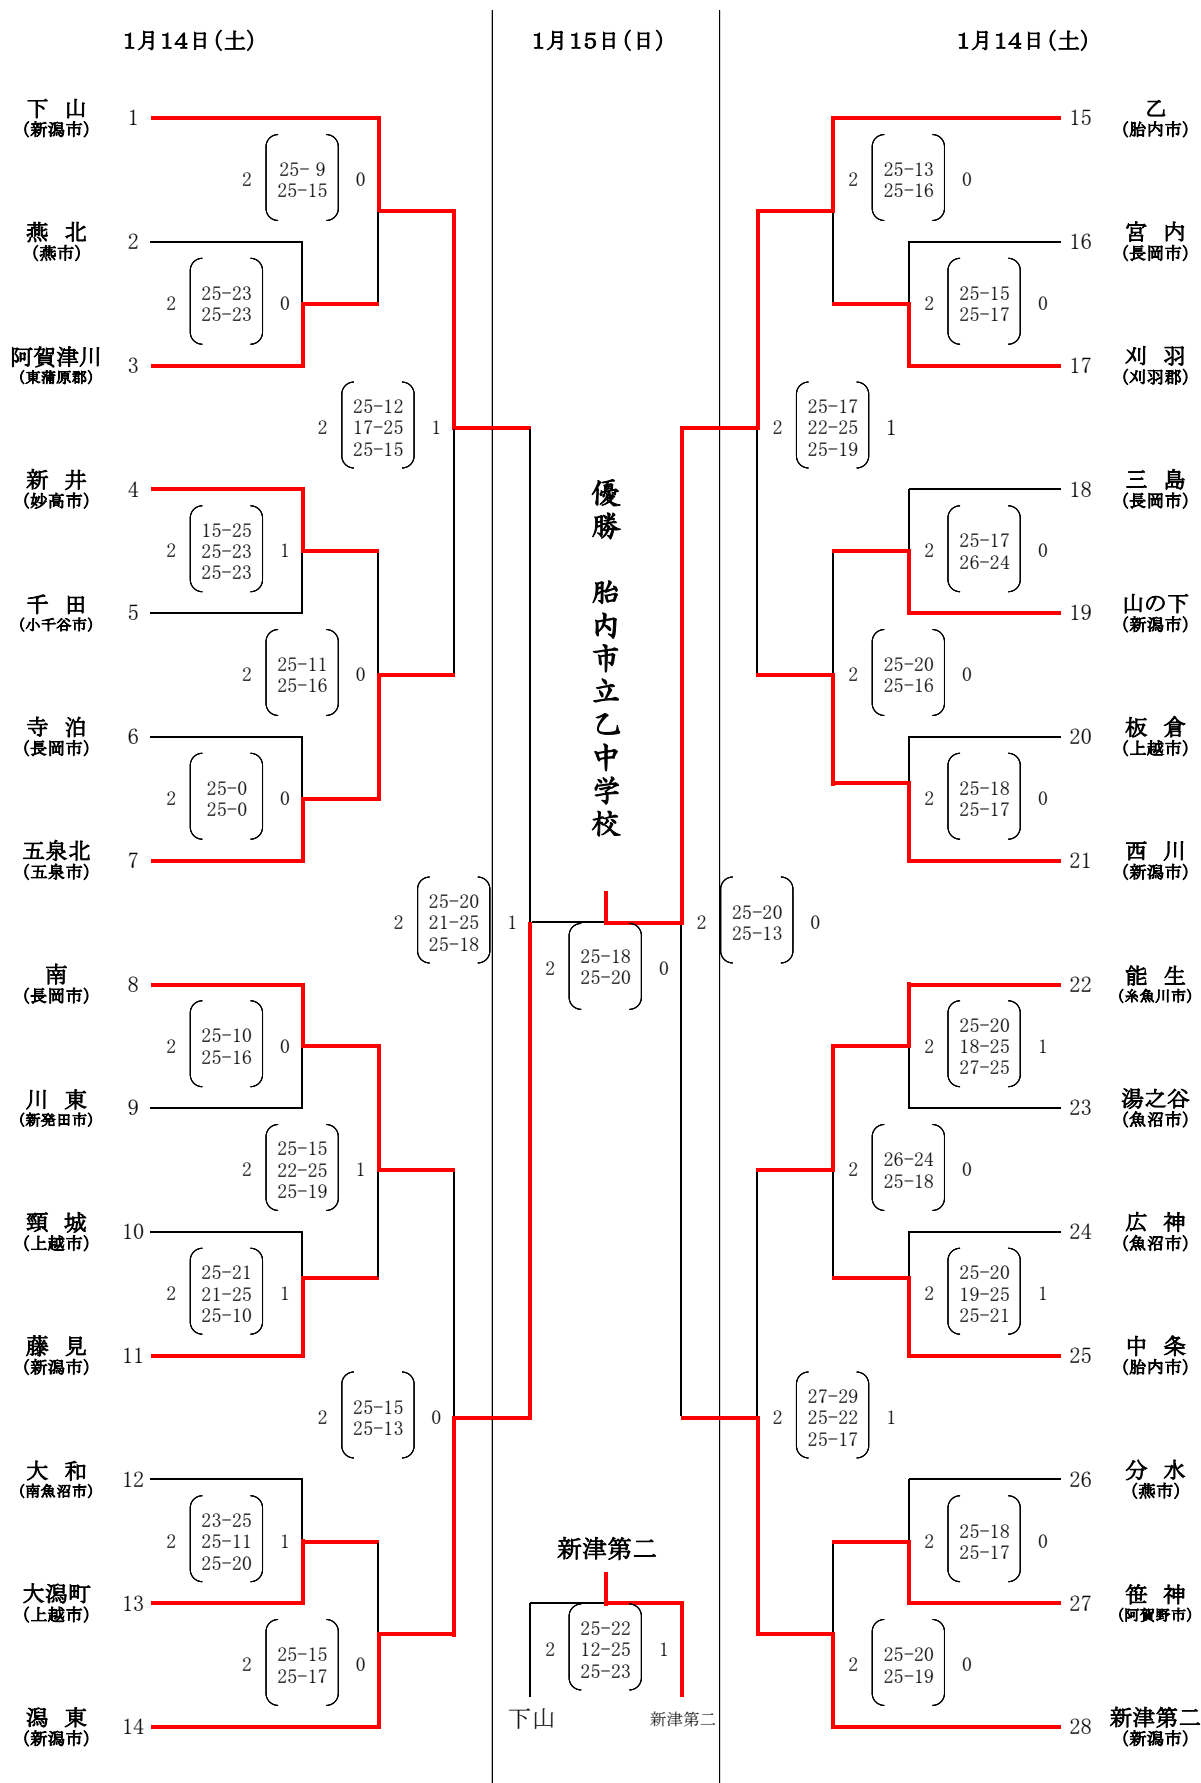 1月14日（土）
1月15日（日）
1月14日（土）
下 山
（新潟市）
1
2
25- 9
25-15
0
燕 北
（燕市）
2
2
25-23
25-23
0
阿賀津川
（東蒲原郡）
3
2
25-12
17-25
25-15
1
新 井
（妙高市）
4
2
15-25
25-23
25-23
1
千 田
（小千谷市）
5
2
25-11
25-16
0
寺 泊
（長岡市）
6
2
25-0
25-0
0
五泉北
（五泉市）
7
2
25-20
21-25
25-18
1
南
（長岡市）
8
2
25-10
25-16
0
川 東
（新発田市）
9
2
25-15
22-25
25-19
1
頸 城
（上越市）
10
2
25-21
21-25
25-10
1
藤 見
（新潟市）
11
2
25-15
25-13
0
大 和
（南魚沼市）
12
2
23-25
25-11
25-20
1
大潟町
（上越市）
13
2
25-15
25-17
0
潟 東
（新潟市）
14
優勝 胎内市立乙中学校
2
25-18
25-20
0
新津第二
2
25-22
12-25
25-23
1
下山
新津第二
15
乙
（胎内市）
2
25-13
25-16
0
16
宮 内
（長岡市）
2
25-15
25-17
0
17
刈 羽
（刈羽郡）
2
25-17
22-25
25-19
1
18
三 島
（長岡市）
2
25-17
26-24
0
19
山の下
（新潟市）
2
25-20
25-16
0
20
板 倉
（上越市）
2
25-18
25-17
0
21
西 川
（新潟市）
2
25-20
25-13
0
22
能 生
（糸魚川市）
2
25-20
18-25
27-25
1
23
湯之谷
（魚沼市）
2
26-24
25-18
0
24
広 神
（魚沼市）
2
25-20
19-25
25-21
1
25
中 条
（胎内市）
2
27-29
25-22
25-17
1
26
分 水
（燕市）
2
25-18
25-17
0
27
笹 神
（阿賀野市）
2
25-20
25-19
0
28
新津第二
（新潟市）